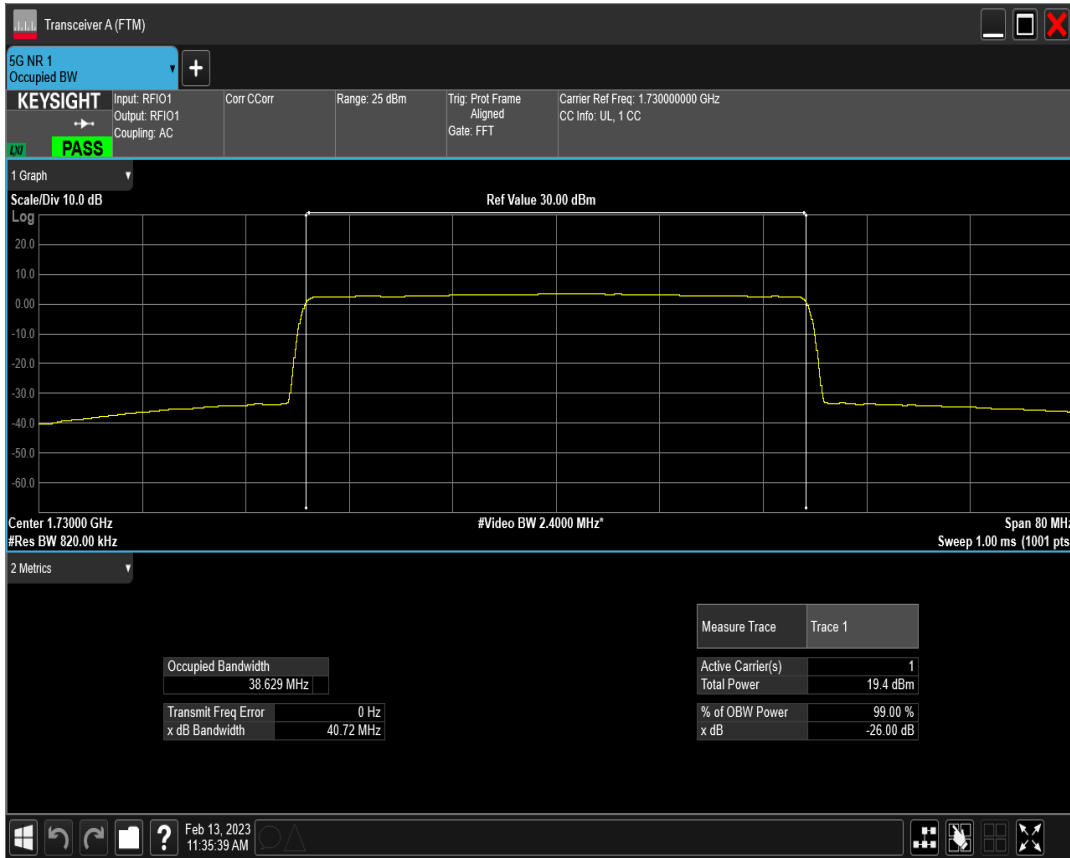 Transceiver A (FTM)
5G NR 1
Occupied BW
KEYSIGHT
LXI
PASS
Input: RFIO1
Output: RFIO1
Coupling: AC
Corr CCorr
Range: 25 dBm
Trig: Prot Frame
Aligned
Gate: FFT
Carrier Ref Freq: 1.730000000 GHz
CC Info: UL, 1 CC
1 Graph
Scale/Div 10.0 dB
Ref Value 30.00 dBm
Log
20.0
10.0
0.00
-10.0
-20.0
-30.0
-40.0
-50.0
-60.0
Center 1.73000 GHz
#Video BW 2.4000 MHz*
Span 80 MHz
#Res BW 820.00 kHz
Sweep 1.00 ms (1001 pts
2 Metrics
Measure Trace Trace 1
Occupied Bandwidth
38.629 MHz
Active Carrier(s) 1
Total Power 19.4 dBm
Transmit Freq Error 0 Hz
x dB Bandwidth 40.72 MHz
% of OBW Power 99.00 %
x dB -26.00 dB
?
Feb 13, 2023
11:35:39 AM